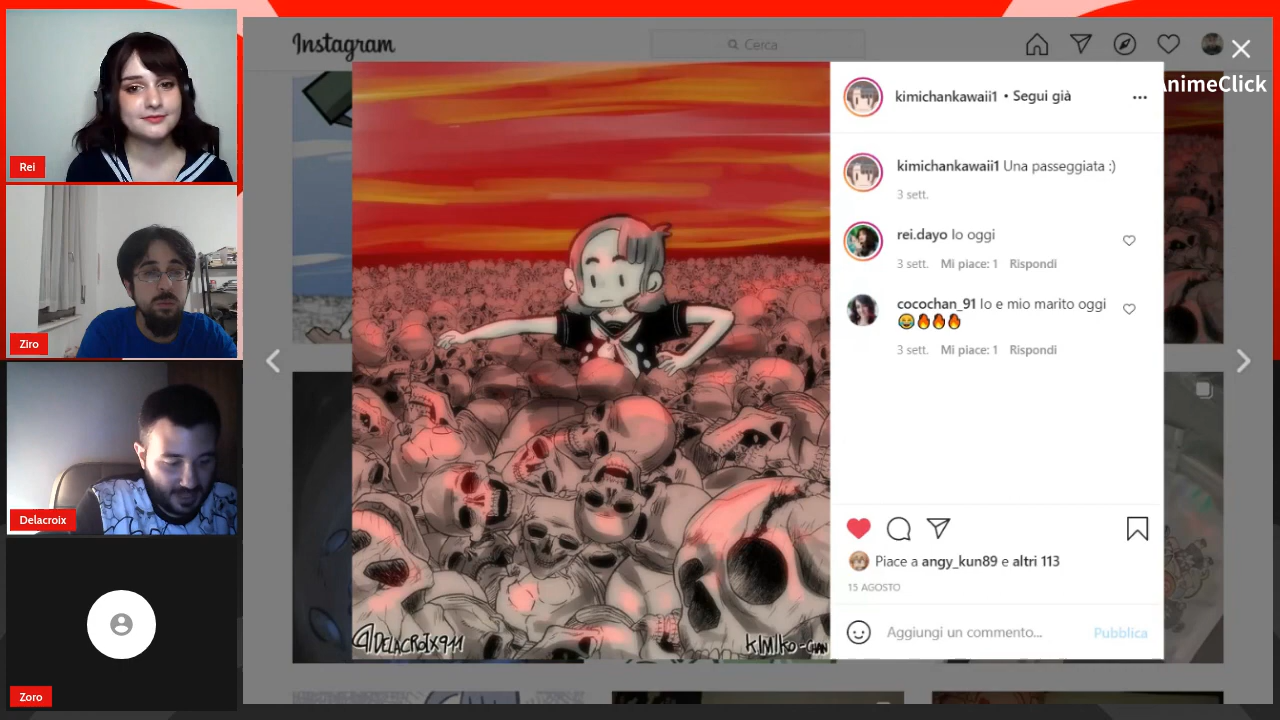 Rei
Ziro
Delacroix
Zoro
Instagram
Cerca
AnimeClick
kimichankawaii1 • Segui già
kimichankawaii1 Una passeggiata :)
3 sett.
rei.dayo Io oggi
3 sett. Mi piace: 1 Rispondi
cocochan_91 Io e mio marito oggi
😂🔥🔥🔥
3 sett. Mi piace: 1 Rispondi
Piace a angy_kun89 e altri 113
15 AGOSTO
Aggiungi un commento... Pubblica
DELACROIX911
KIMIKO-CHAN